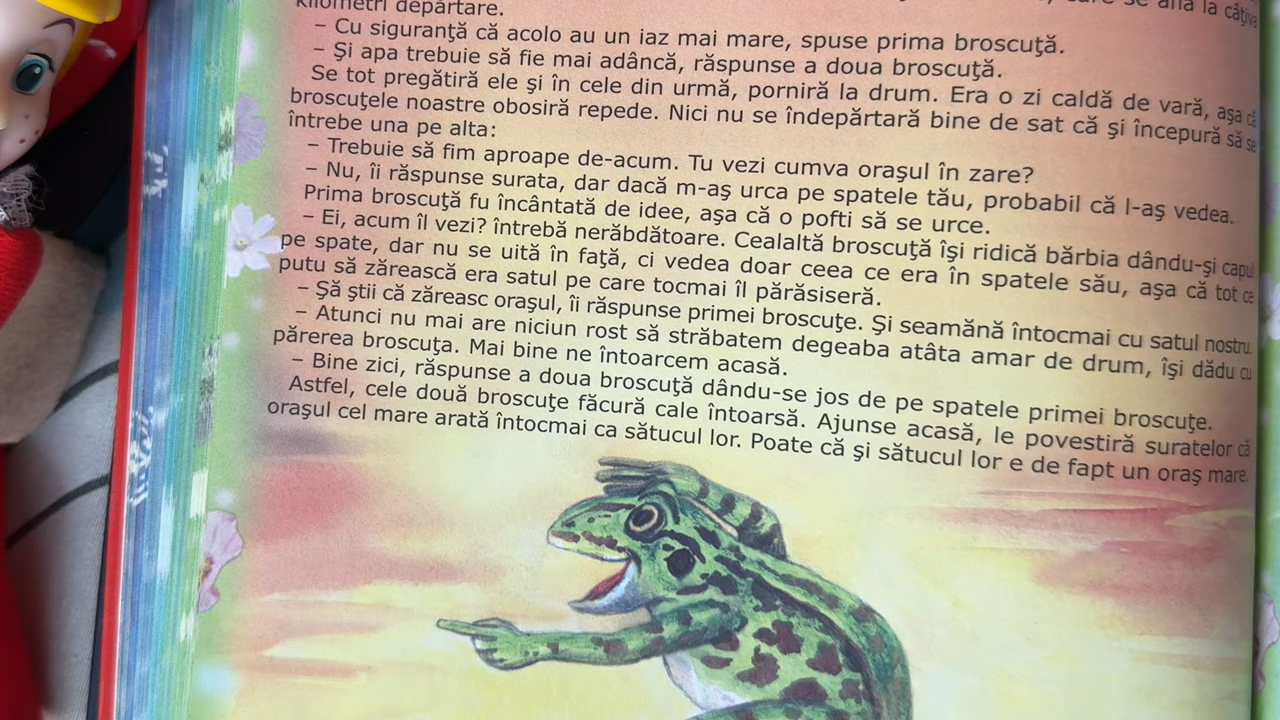 kilometri depărtare. care se afla la câţiva
– Cu siguranţă că acolo au un iaz mai mare, spuse prima broscuţă.
– Şi apa trebuie să fie mai adâncă, răspunse a doua broscuţă.
Se tot pregătiră ele şi în cele din urmă, porniră la drum. Era o zi caldă de vară, aşa că
broscuţele noastre obosiră repede. Nici nu se îndepărtară bine de sat că şi începură să se
întrebe una pe alta:
– Trebuie să fim aproape de-acum. Tu vezi cumva oraşul în zare?
– Nu, îi răspunse surata, dar dacă m-aş urca pe spatele tău, probabil că l-aş vedea.
Prima broscuţă fu încântată de idee, aşa că o pofti să se urce.
– Ei, acum îl vezi? întrebă nerăbdătoare. Cealaltă broscuţă îşi ridică bărbia dându-şi capul
pe spate, dar nu se uită în faţă, ci vedea doar ceea ce era în spatele său, aşa că tot ce
putu să zărească era satul pe care tocmai îl părăsiseră.
– Şă ştii că zăreasc oraşul, îi răspunse primei broscuţe. Şi seamănă întocmai cu satul nostru.
– Atunci nu mai are niciun rost să străbatem degeaba atâta amar de drum, îşi dădu cu
părerea broscuţa. Mai bine ne întoarcem acasă.
– Bine zici, răspunse a doua broscuţă dându-se jos de pe spatele primei broscuţe.
Astfel, cele două broscuţe făcură cale întoarsă. Ajunse acasă, le povestiră suratelor că
oraşul cel mare arată întocmai ca sătucul lor. Poate că şi sătucul lor e de fapt un oraş mare.